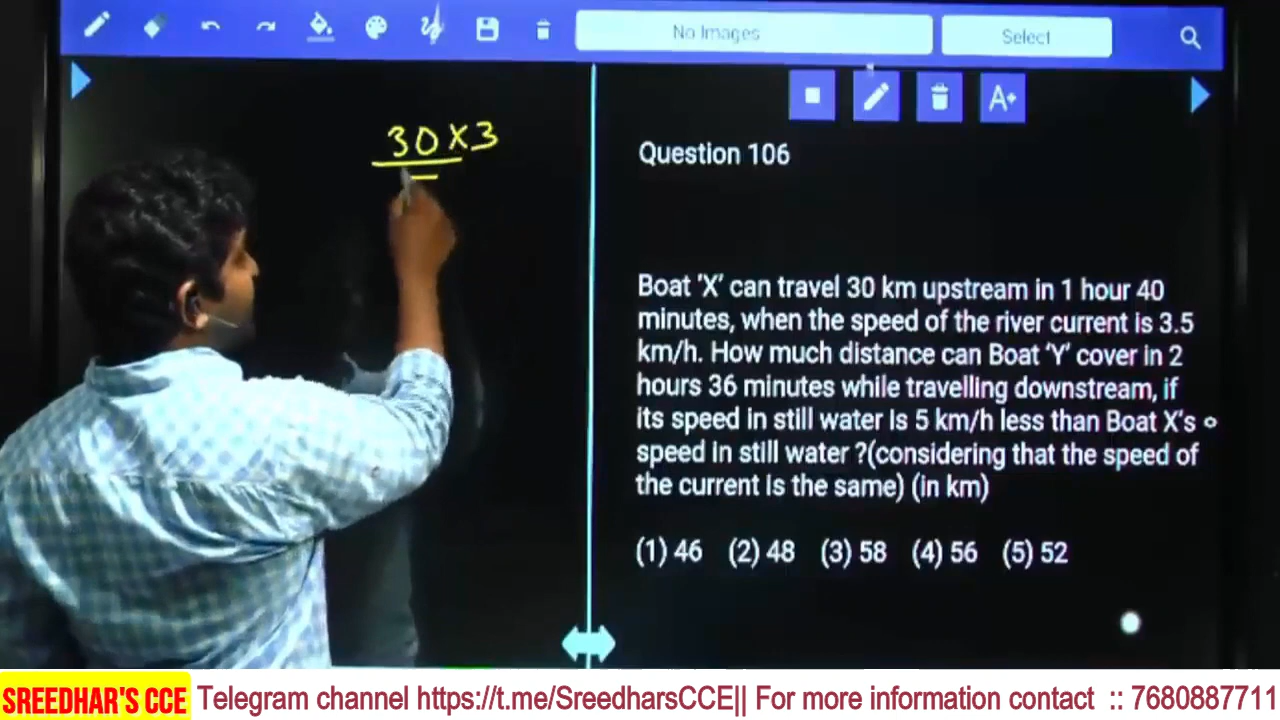 No Images
Select
A+
30 x 3
Question 106
Boat 'X' can travel 30 km upstream in 1 hour 40
minutes, when the speed of the river current is 3.5
km/h. How much distance can Boat 'Y' cover in 2
hours 36 minutes while travelling downstream, if
its speed in still water is 5 km/h less than Boat X's
speed in still water ?(considering that the speed of
the current is the same) (in km)
(1) 46 (2) 48 (3) 58 (4) 56 (5) 52
SREEDHAR'S CCE Telegram channel https://t.me/SreedharsCCE|| For more information contact :: 7680887711